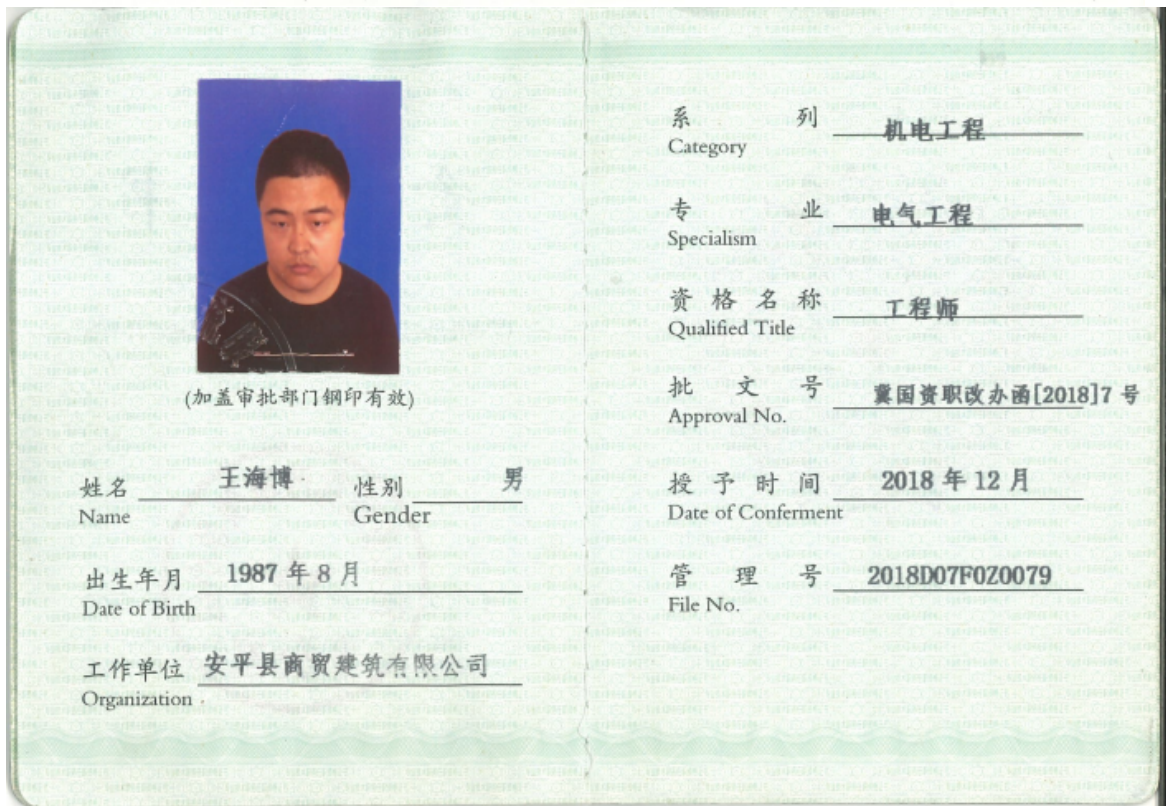 (加盖审批部门钢印有效)
姓名 王海博 性别 男
Name Gender
出生年月 1987 年 8 月
Date of Birth
工作单位 安平县商贸建筑有限公司
Organization
系 列 机电工程
Category
专 业 电气工程
Specialism
资格名称 工程师
Qualified Title
批 文 号 冀国资职改办函[2018]7 号
Approval No.
授予时间 2018 年 12 月
Date of Conferment
管 理 号 2018D07F0Z0079
File No.